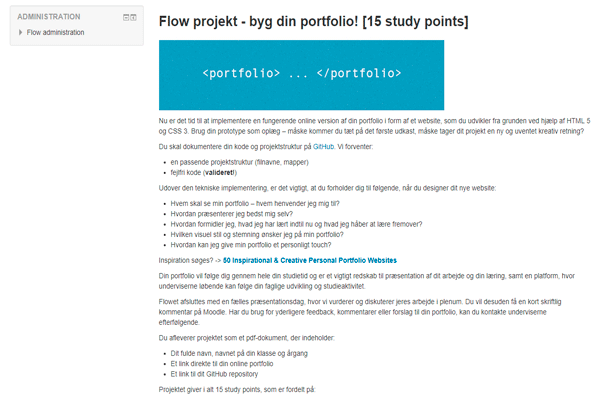 ADMINISTRATION
Flow administration
Flow projekt - byg din portfolio! [15 study points]
<portfolio> ... </portfolio>
Nu er det tid til at implementere en fungerende online version af din portfolio i form af et website, som du udvikler fra grunden ved hjælp af HTML 5
og CSS 3. Brug din prototype som oplæg – måske kommer du tæt på det første udkast, måske tager dit projekt en ny og uventet kreativ retning?
Du skal dokumentere din kode og projektstruktur på GitHub. Vi forventer:
en passende projektstruktur (filnavne, mapper)
fejlfri kode (valideret!)
Udover den tekniske implementering, er det vigtigt, at du forholder dig til følgende, når du designer dit nye website:
Hvem skal se min portfolio – hvem henvender jeg mig til?
Hvordan præsenterer jeg bedst mig selv?
Hvordan formidler jeg, hvad jeg har lært indtil nu og hvad jeg håber at lære fremover?
Hvilken visuel stil og stemning ønsker jeg på min portfolio?
Hvordan kan jeg give min portfolio et personligt touch?
Inspiration søges? -> 50 Inspirational & Creative Personal Portfolio Websites
Din portfolio vil følge dig gennem hele din studietid og er et vigtigt redskab til præsentation af dit arbejde og din læring, samt en platform, hvor
underviserne løbende kan følge din faglige udvikling og studieaktivitet.
Flowet afsluttes med en fælles præsentationsdag, hvor vi vurderer og diskuterer jeres arbejde i plenum. Du vil desuden få en kort skriftlig
kommentar på Moodle. Har du brug for yderligere feedback, kommentarer eller forslag til din portfolio, kan du kontakte underviserne
efterfølgende.
Du afleverer projektet som et pdf-dokument, der indeholder:
Dit fulde navn, navnet på din klasse og årgang
Et link direkte til din online portfolio
Et link til dit GitHub repository
Projektet giver i alt 15 study points, som er fordelt på: